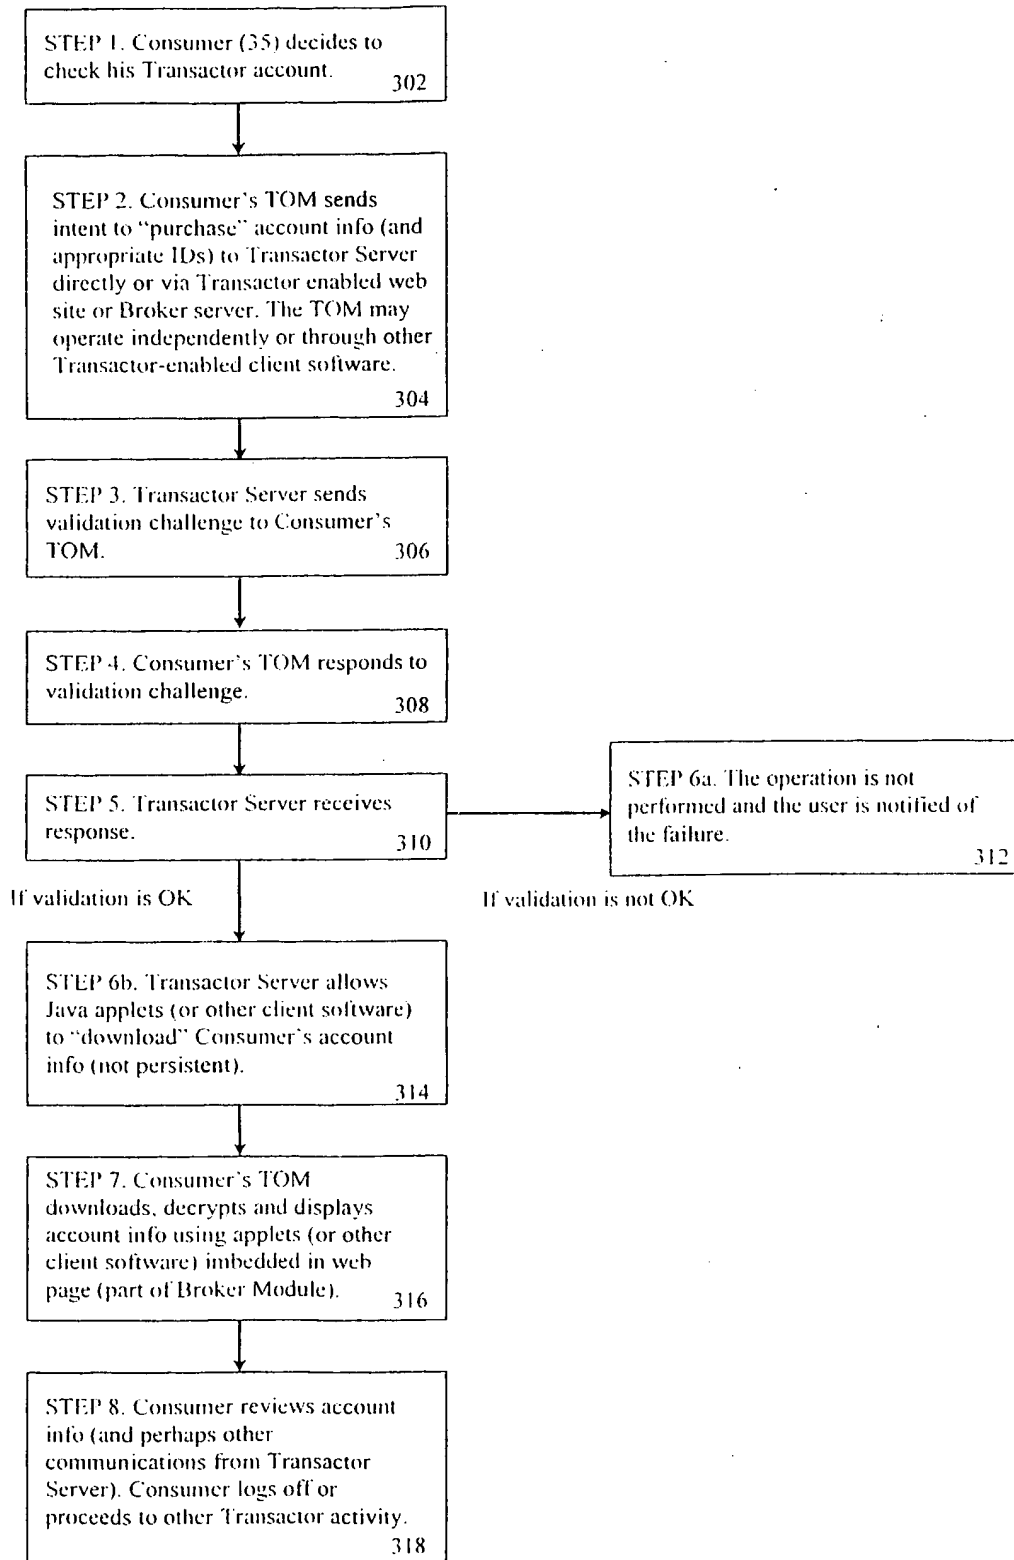 STEP 1. Consumer (35) decides to
check his Transactor account.
302
STEP 2. Consumer's TOM sends
intent to "purchase" account info (and
appropriate IDs) to Transactor Server
directly or via Transactor enabled web
site or Broker server. The TOM may
operate independently or through other
Transactor-enabled client software.
304
STEP 3. Transactor Server sends
validation challenge to Consumer's
TOM.
306
STEP 4. Consumer's TOM responds to
validation challenge.
308
STEP 5. Transactor Server receives
response.
310
STEP 6a. The operation is not
performed and the user is notified of
the failure.
312
If validation is OK
If validation is not OK
STEP 6b. Transactor Server allows
Java applets (or other client software)
to "download" Consumer's account
info (not persistent).
314
STEP 7. Consumer's TOM
downloads, decrypts and displays
account info using applets (or other
client software) imbedded in web
page (part of Broker Module).
316
STEP 8. Consumer reviews account
info (and perhaps other
communications from Transactor
Server). Consumer logs off or
proceeds to other Transactor activity.
318